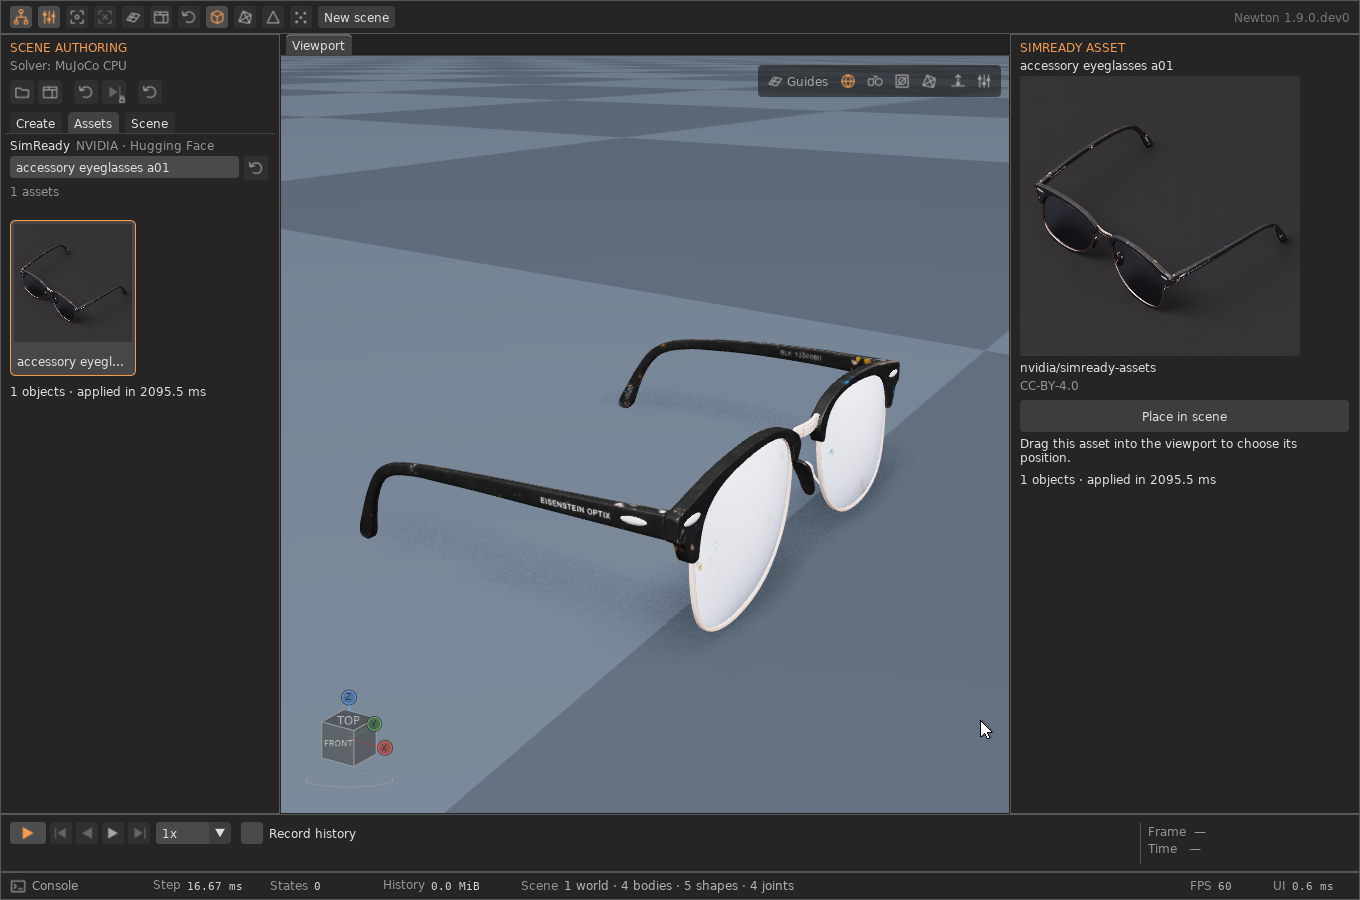 New scene
Newton 1.9.0.dev0
SCENE AUTHORING
Solver: MuJoCo CPU
Create Assets Scene
SimReady NVIDIA · Hugging Face
accessory eyeglasses a01
1 assets
accessory eyegl...
1 objects · applied in 2095.5 ms
Viewport
Guides
EISENSTEIN OPTIX
BLK
Z
TOP
Y
FRONT
X
SIMREADY ASSET
accessory eyeglasses a01
nvidia/simready-assets
CC-BY-4.0
Place in scene
Drag this asset into the viewport to choose its
position.
1 objects · applied in 2095.5 ms
1x
Record history
Frame —
Time —
Console
Step 16.67 ms
States 0
History 0.0 MiB
Scene 1 world · 4 bodies · 5 shapes · 4 joints
FPS 60
UI 0.6 ms